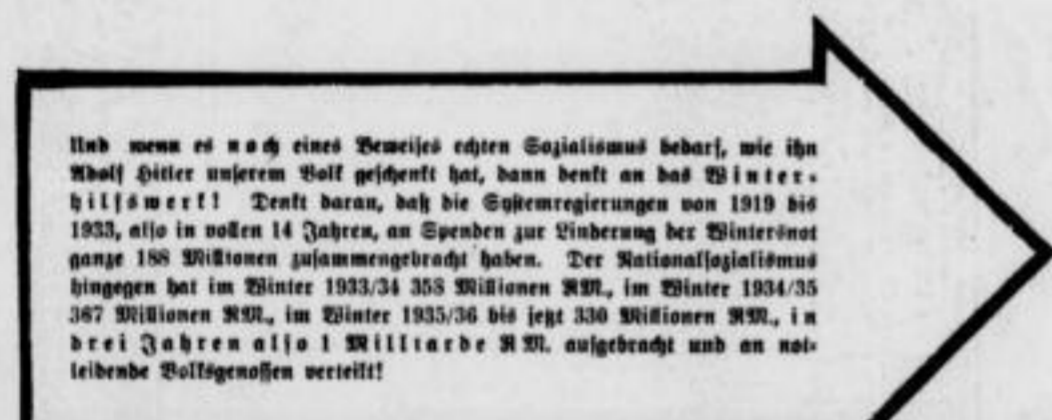 Und wenn es noch eines Beweises echten Sozialismus bedarf, wie ihn
Adolf Hitler unserem Volk geschenkt hat, dann denkt an das Winter-
hilfswerk! Denkt daran, daß die Systemregierungen von 1919 bis
1933, also in vollen 14 Jahren, an Spenden zur Linderung der Wintersnot
ganze 188 Millionen zusammengebracht haben. Der Nationalsozialismus
hingegen hat im Winter 1933/34 358 Millionen RM., im Winter 1934/35
367 Millionen RM., im Winter 1935/36 bis jetzt 330 Millionen RM., in
drei Jahren also 1 Milliarde RM. aufgebracht und an not-
leidende Volksgenossen verteilt!